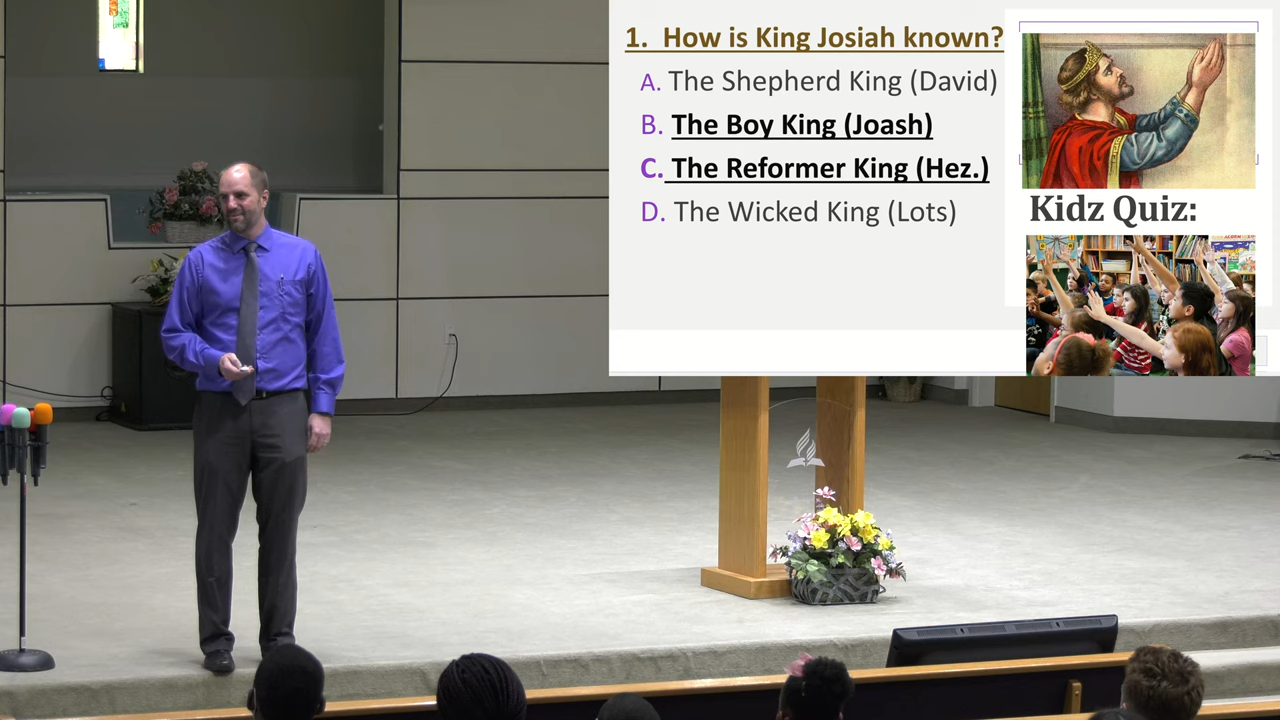 1. How is King Josiah known?
A. The Shepherd King (David)
B. The Boy King (Joash)
C. The Reformer King (Hez.)
D. The Wicked King (Lots)
Kidz Quiz: